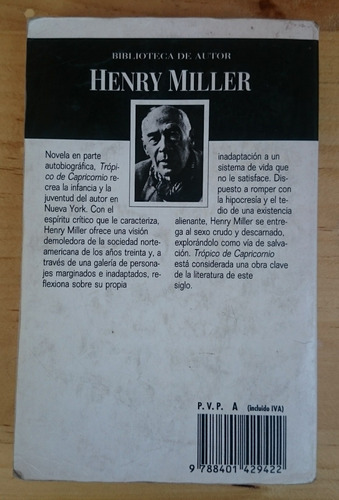 BIBLIOTECA DE AUTOR
HENRY MILLER
Novela en parte
autobiográfica, Trópi-
co de Capricornio re-
crea la infancia y la
juventud del autor en
Nueva York. Con el
espíritu crítico que le caracteriza,
Henry Miller ofrece una visión
demoledora de la sociedad norte-
americana de los años treinta y, a
través de una galería de persona-
jes marginados e inadaptados, re-
flexiona sobre su propia
inadaptación a un
sistema de vida que
no le satisface. Dis-
puesto a romper con
la hipocresía y el te-
dio de una existencia
alienante, Henry Miller se entre-
ga al sexo crudo y descarnado,
explorándolo como vía de salva-
ción. Trópico de Capricornio
está considerada una obra clave
de la literatura de este
siglo.
P. V. P. A (incluido IVA)
9 788401 429422